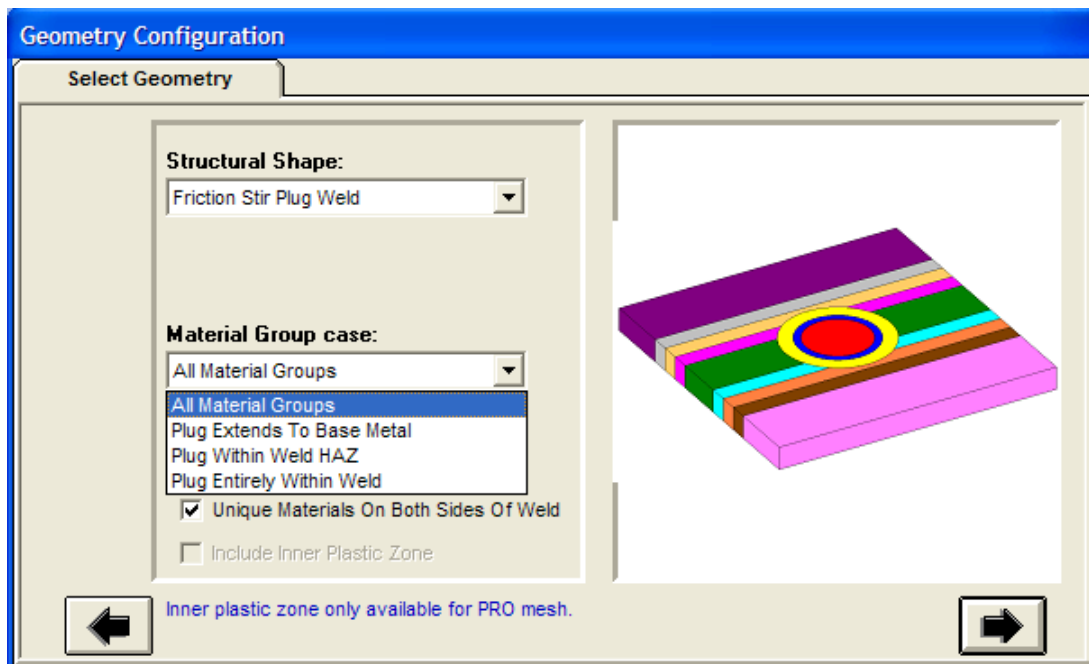 Geometry Configuration
Select Geometry
Structural Shape:
Friction Stir Plug Weld
Material Group case:
All Material Groups
All Material Groups
Plug Extends To Base Metal
Plug Within Weld HAZ
Plug Entirely Within Weld
Unique Materials On Both Sides Of Weld
Include Inner Plastic Zone
Inner plastic zone only available for PRO mesh.